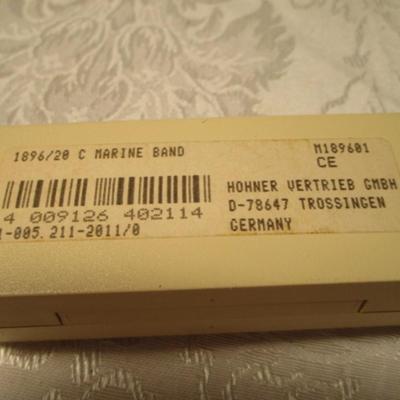 1896/20 C MARINE BAND
M189601
CE
4 009126 402114
HOHNER VERTRIEB GMBH
D-78647 TROSSINGEN
GERMANY
1-005.211-2011/0